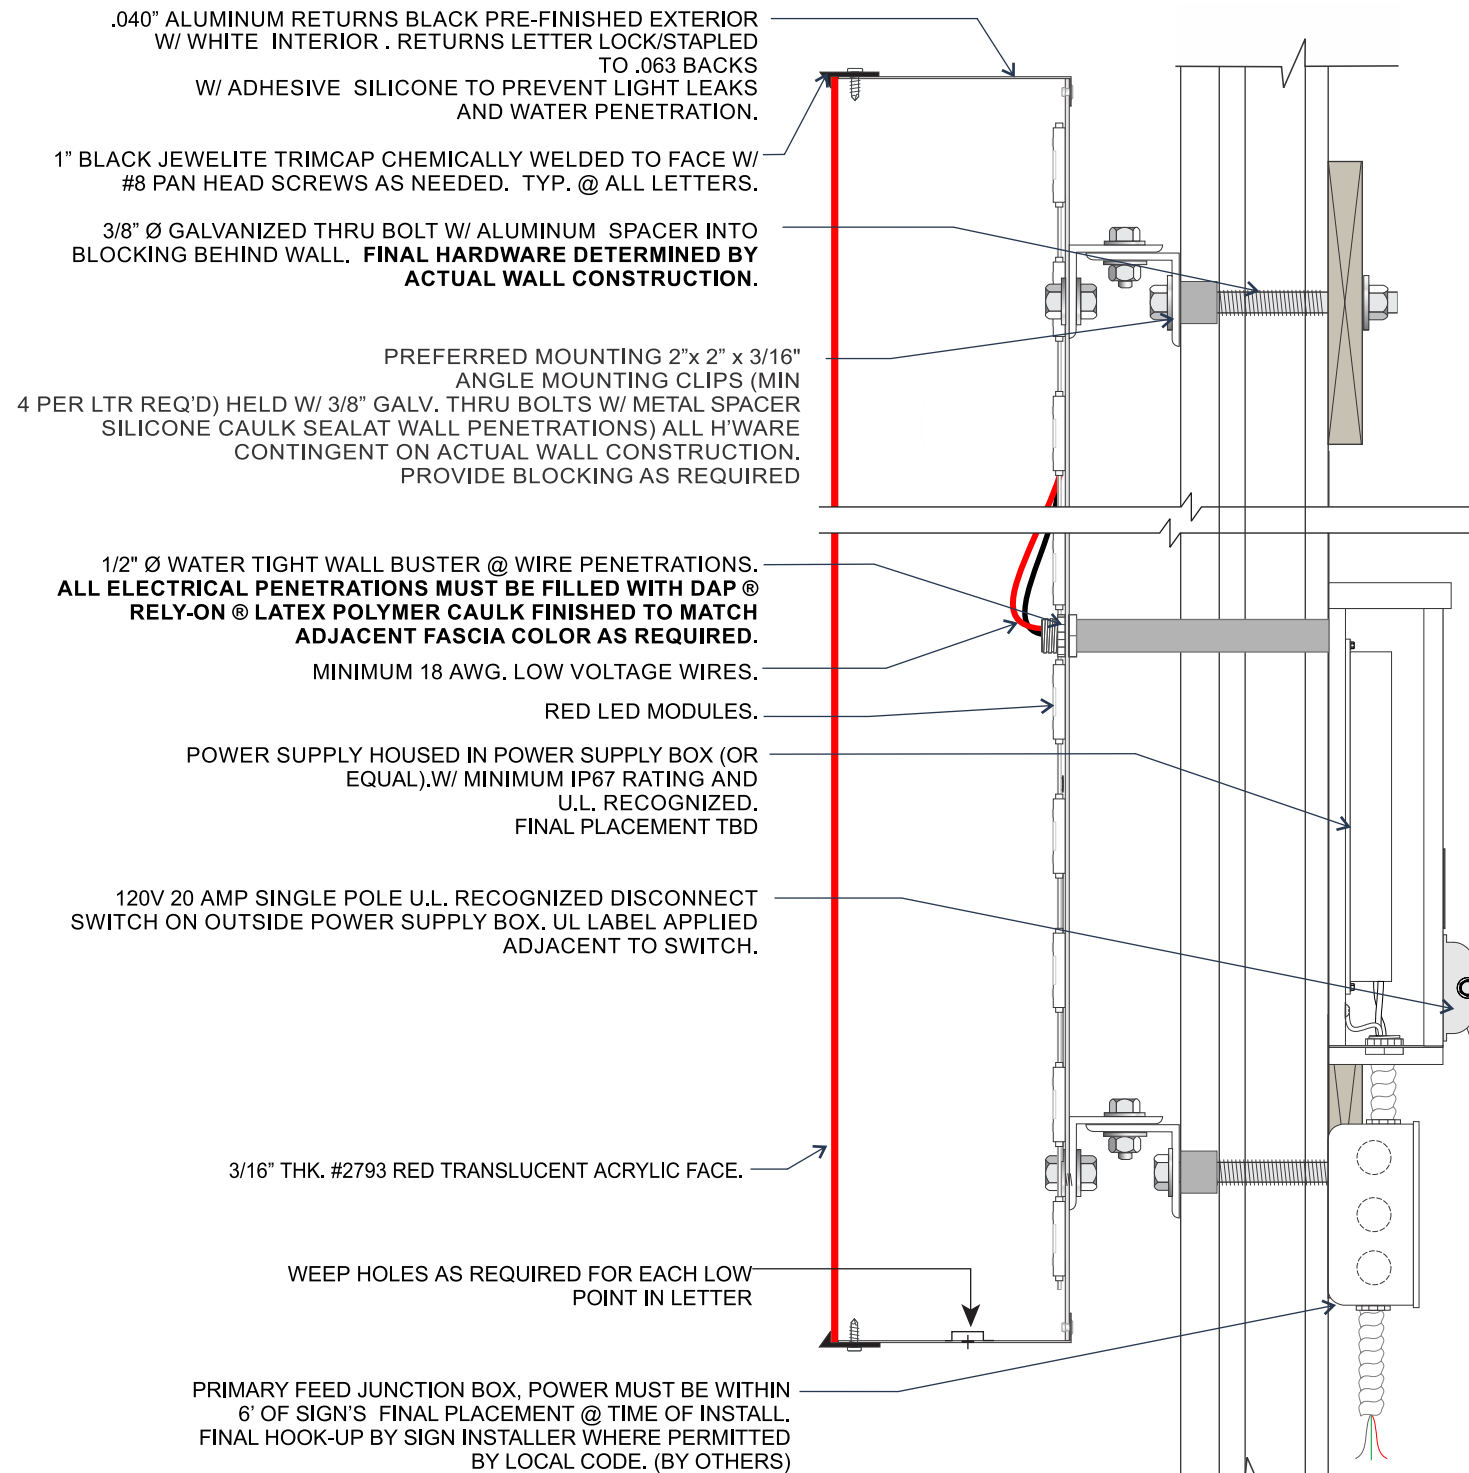 .040” ALUMINUM RETURNS BLACK PRE-FINISHED EXTERIOR
W/ WHITE INTERIOR . RETURNS LETTER LOCK/STAPLED
TO .063 BACKS
W/ ADHESIVE SILICONE TO PREVENT LIGHT LEAKS
AND WATER PENETRATION.
1” BLACK JEWELITE TRIMCAP CHEMICALLY WELDED TO FACE W/
#8 PAN HEAD SCREWS AS NEEDED. TYP. @ ALL LETTERS.
3/8” Ø GALVANIZED THRU BOLT W/ ALUMINUM SPACER INTO
BLOCKING BEHIND WALL. FINAL HARDWARE DETERMINED BY
ACTUAL WALL CONSTRUCTION.
PREFERRED MOUNTING 2”x 2” x 3/16"
ANGLE MOUNTING CLIPS (MIN
4 PER LTR REQ’D) HELD W/ 3/8” GALV. THRU BOLTS W/ METAL SPACER
SILICONE CAULK SEALAT WALL PENETRATIONS) ALL H’WARE
CONTINGENT ON ACTUAL WALL CONSTRUCTION.
PROVIDE BLOCKING AS REQUIRED
1/2" Ø WATER TIGHT WALL BUSTER @ WIRE PENETRATIONS.
ALL ELECTRICAL PENETRATIONS MUST BE FILLED WITH DAP ®
RELY-ON ® LATEX POLYMER CAULK FINISHED TO MATCH
ADJACENT FASCIA COLOR AS REQUIRED.
MINIMUM 18 AWG. LOW VOLTAGE WIRES.
RED LED MODULES.
POWER SUPPLY HOUSED IN POWER SUPPLY BOX (OR
EQUAL).W/ MINIMUM IP67 RATING AND
U.L. RECOGNIZED.
FINAL PLACEMENT TBD
120V 20 AMP SINGLE POLE U.L. RECOGNIZED DISCONNECT
SWITCH ON OUTSIDE POWER SUPPLY BOX. UL LABEL APPLIED
ADJACENT TO SWITCH.
3/16” THK. #2793 RED TRANSLUCENT ACRYLIC FACE.
WEEP HOLES AS REQUIRED FOR EACH LOW
POINT IN LETTER
PRIMARY FEED JUNCTION BOX, POWER MUST BE WITHIN
6’ OF SIGN’S FINAL PLACEMENT @ TIME OF INSTALL.
FINAL HOOK-UP BY SIGN INSTALLER WHERE PERMITTED
BY LOCAL CODE. (BY OTHERS)